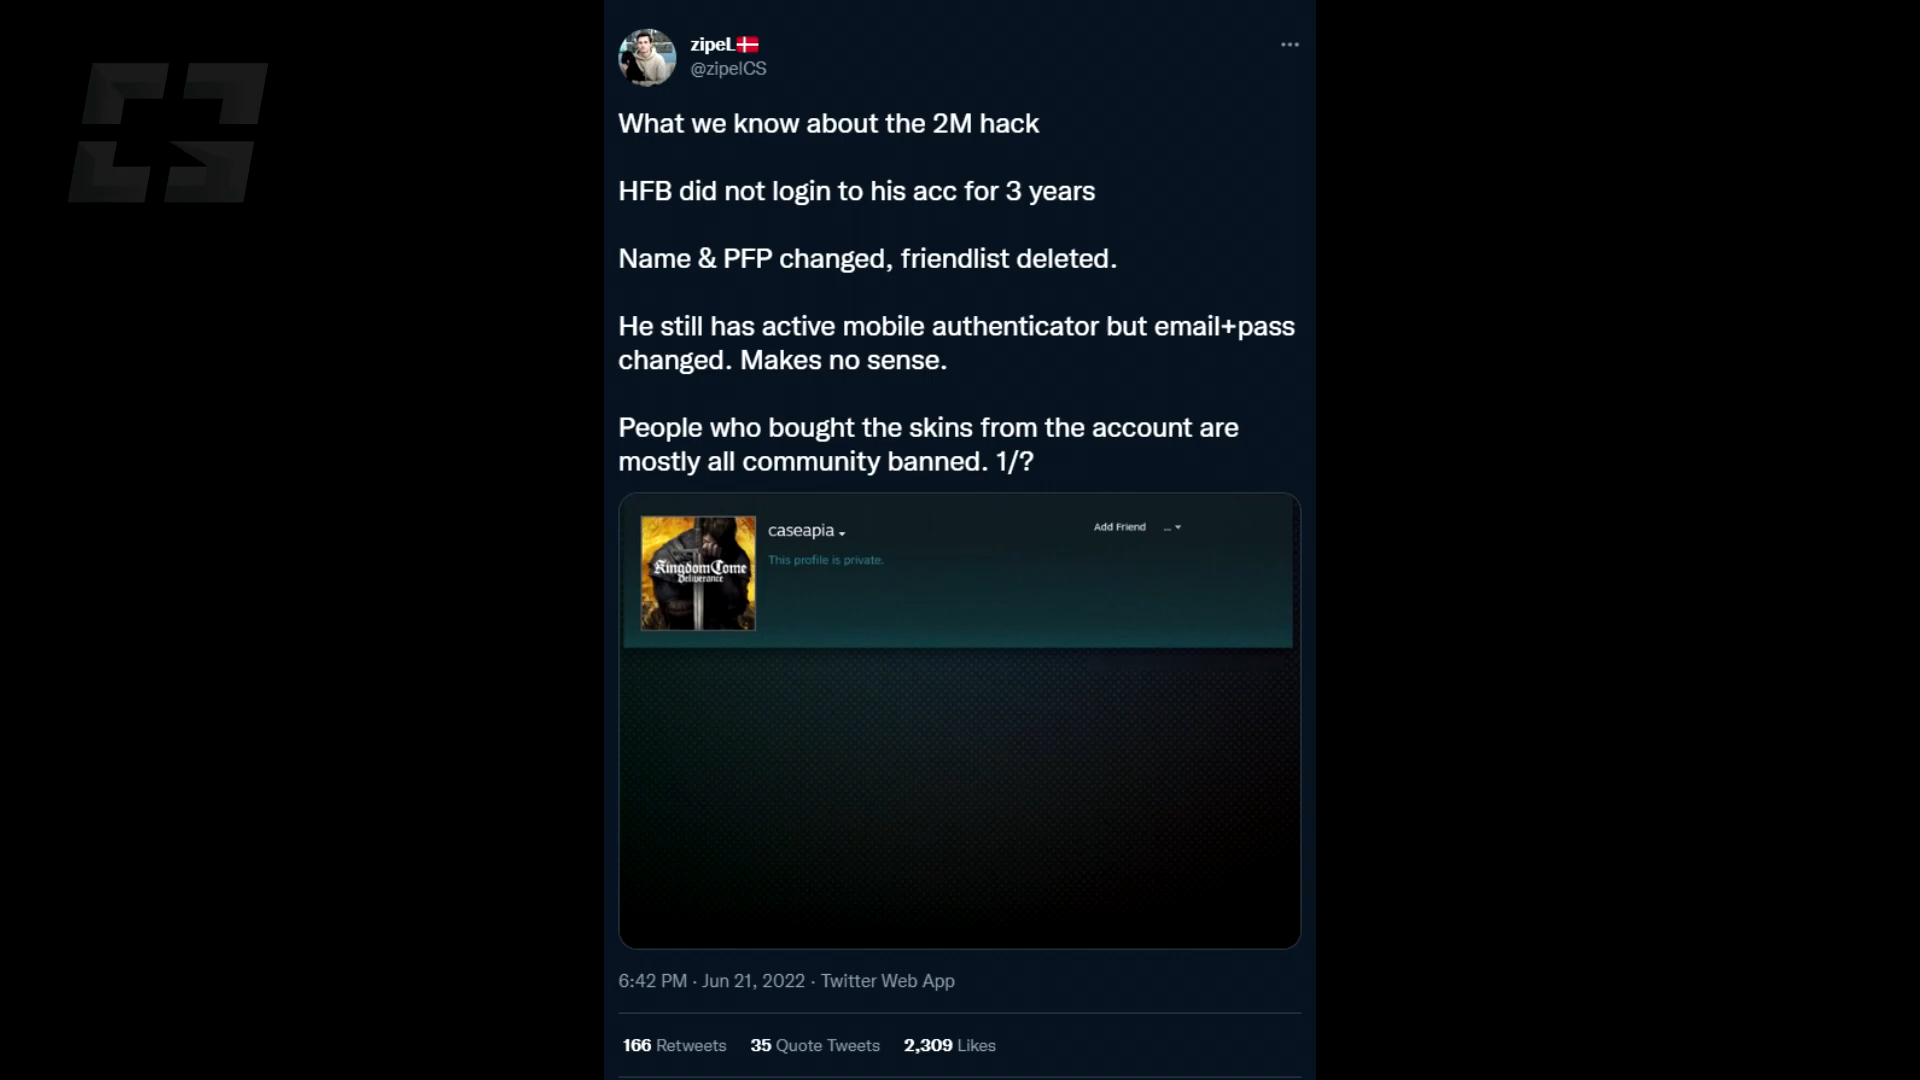 zipeL
@zipelCS
What we know about the 2M hack
HFB did not login to his acc for 3 years
Name & PFP changed, friendlist deleted.
He still has active mobile authenticator but email+pass
changed. Makes no sense.
People who bought the skins from the account are
mostly all community banned. 1/?
caseapia
Add Friend ...
This profile is private.
Kingdom Come
Deliverance
6:42 PM · Jun 21, 2022 · Twitter Web App
166 Retweets 35 Quote Tweets 2,309 Likes